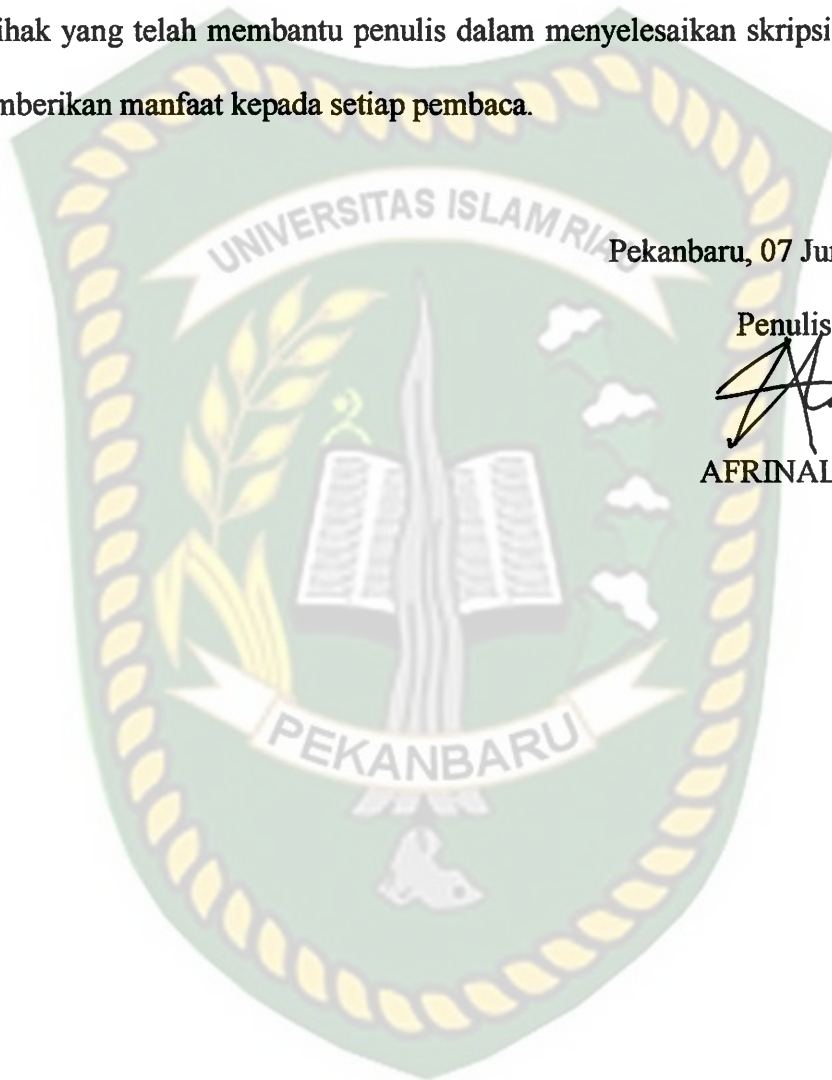 ihak yang telah membantu penulis dalam menyelesaikan skripsi
mberikan manfaat kepada setiap pembaca.
UNIVERSITAS ISLAM RIAU
Pekanbaru, 07 Ju
Penulis
AFRINAL
PEKANBARU